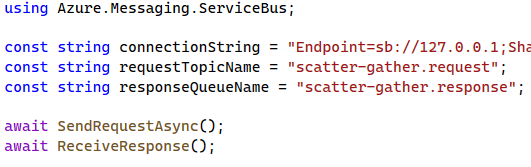 using Azure.Messaging.ServiceBus;
const string connectionString = "Endpoint=sb://127.0.0.1;Sha
const string requestTopicName = "scatter-gather.request";
const string responseQueueName = "scatter-gather.response";
await SendRequestAsync();
await ReceiveResponse();